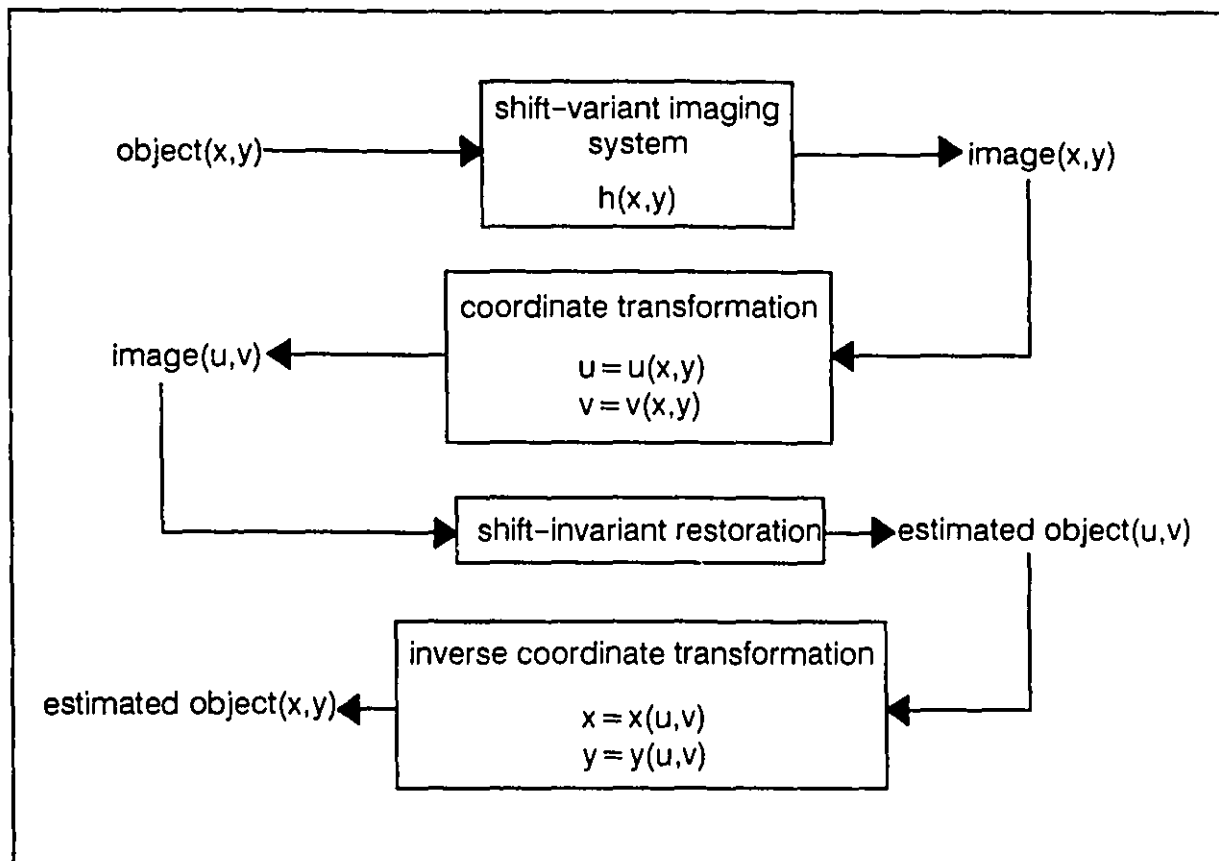 shift-variant imaging
system
h(x,y)
object(x,y)
image(x,y)
coordinate transformation
u = u(x,y)
v = v(x,y)
image(u,v)
shift-invariant restoration
estimated object(u,v)
inverse coordinate transformation
x = x(u,v)
y = y(u,v)
estimated object(x,y)